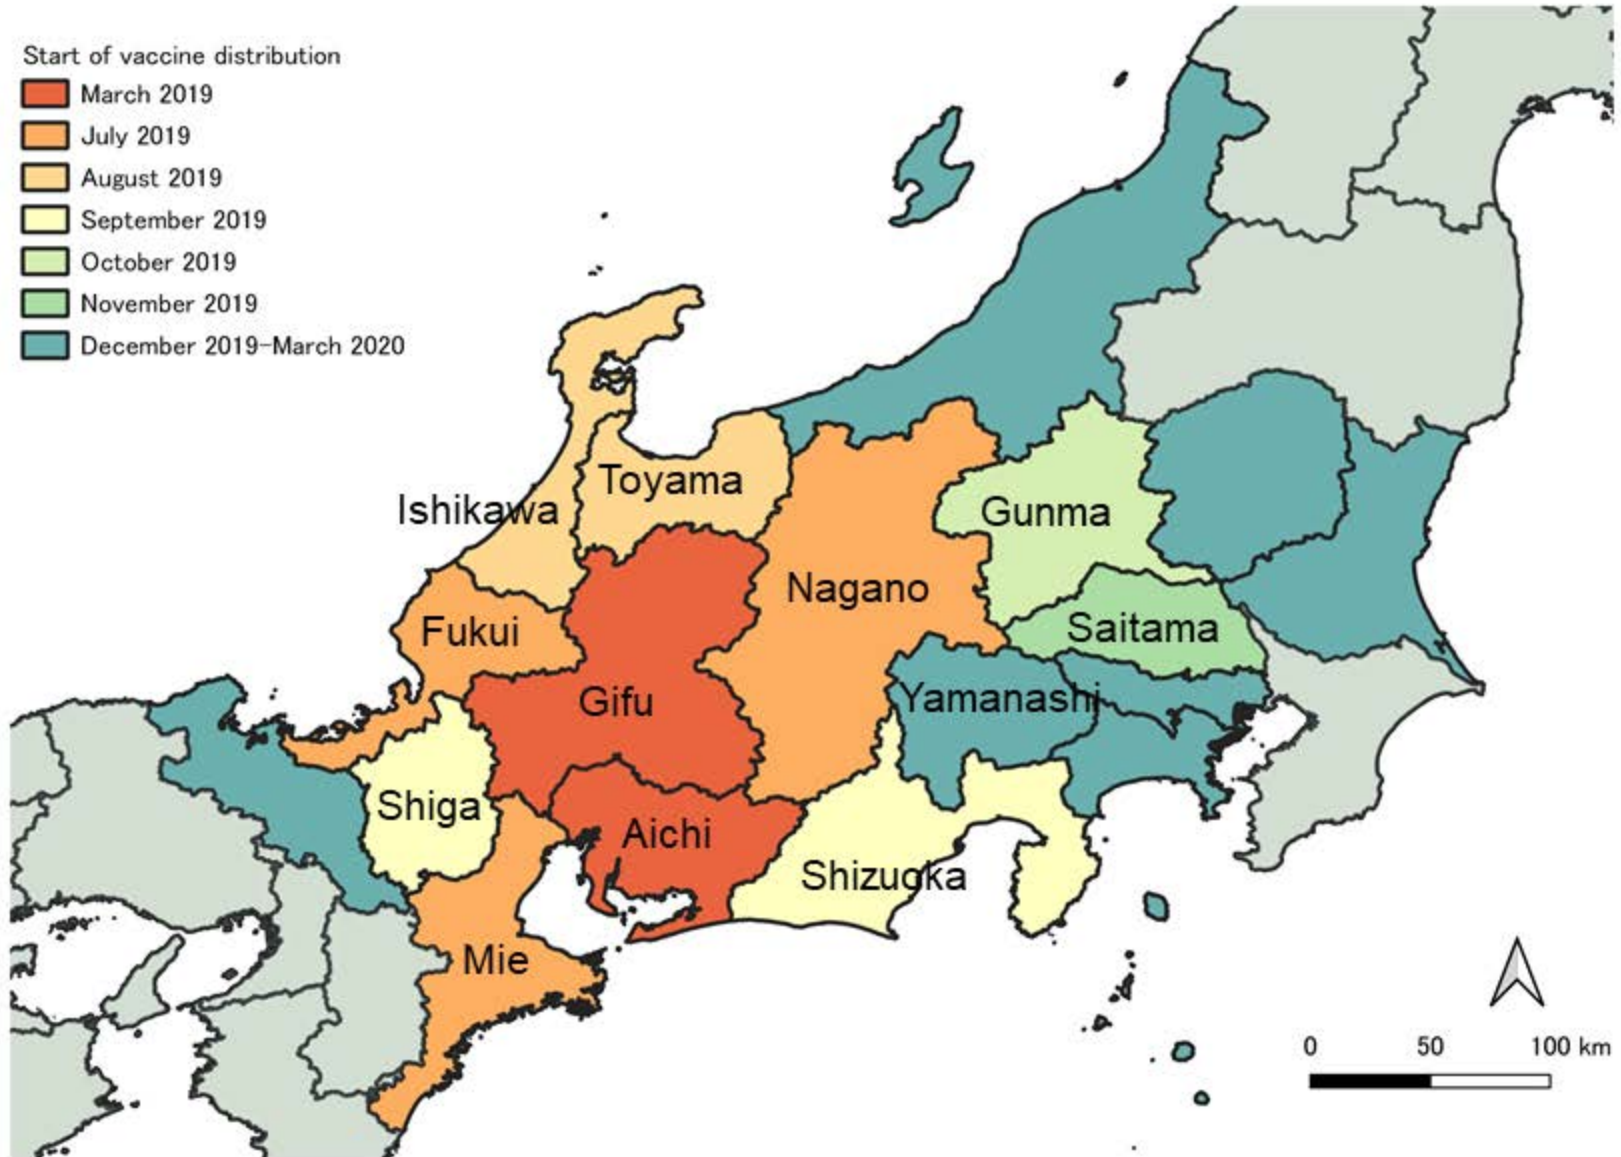 Start of vaccine distribution
March 2019
July 2019
August 2019
September 2019
October 2019
November 2019
December 2019-March 2020
Toyama
Ishikawa
Gunma
Nagano
Fukui
Saitama
Gifu
Yamanashi
Shiga
Aichi
Shizuoka
Mie
0 50 100 km